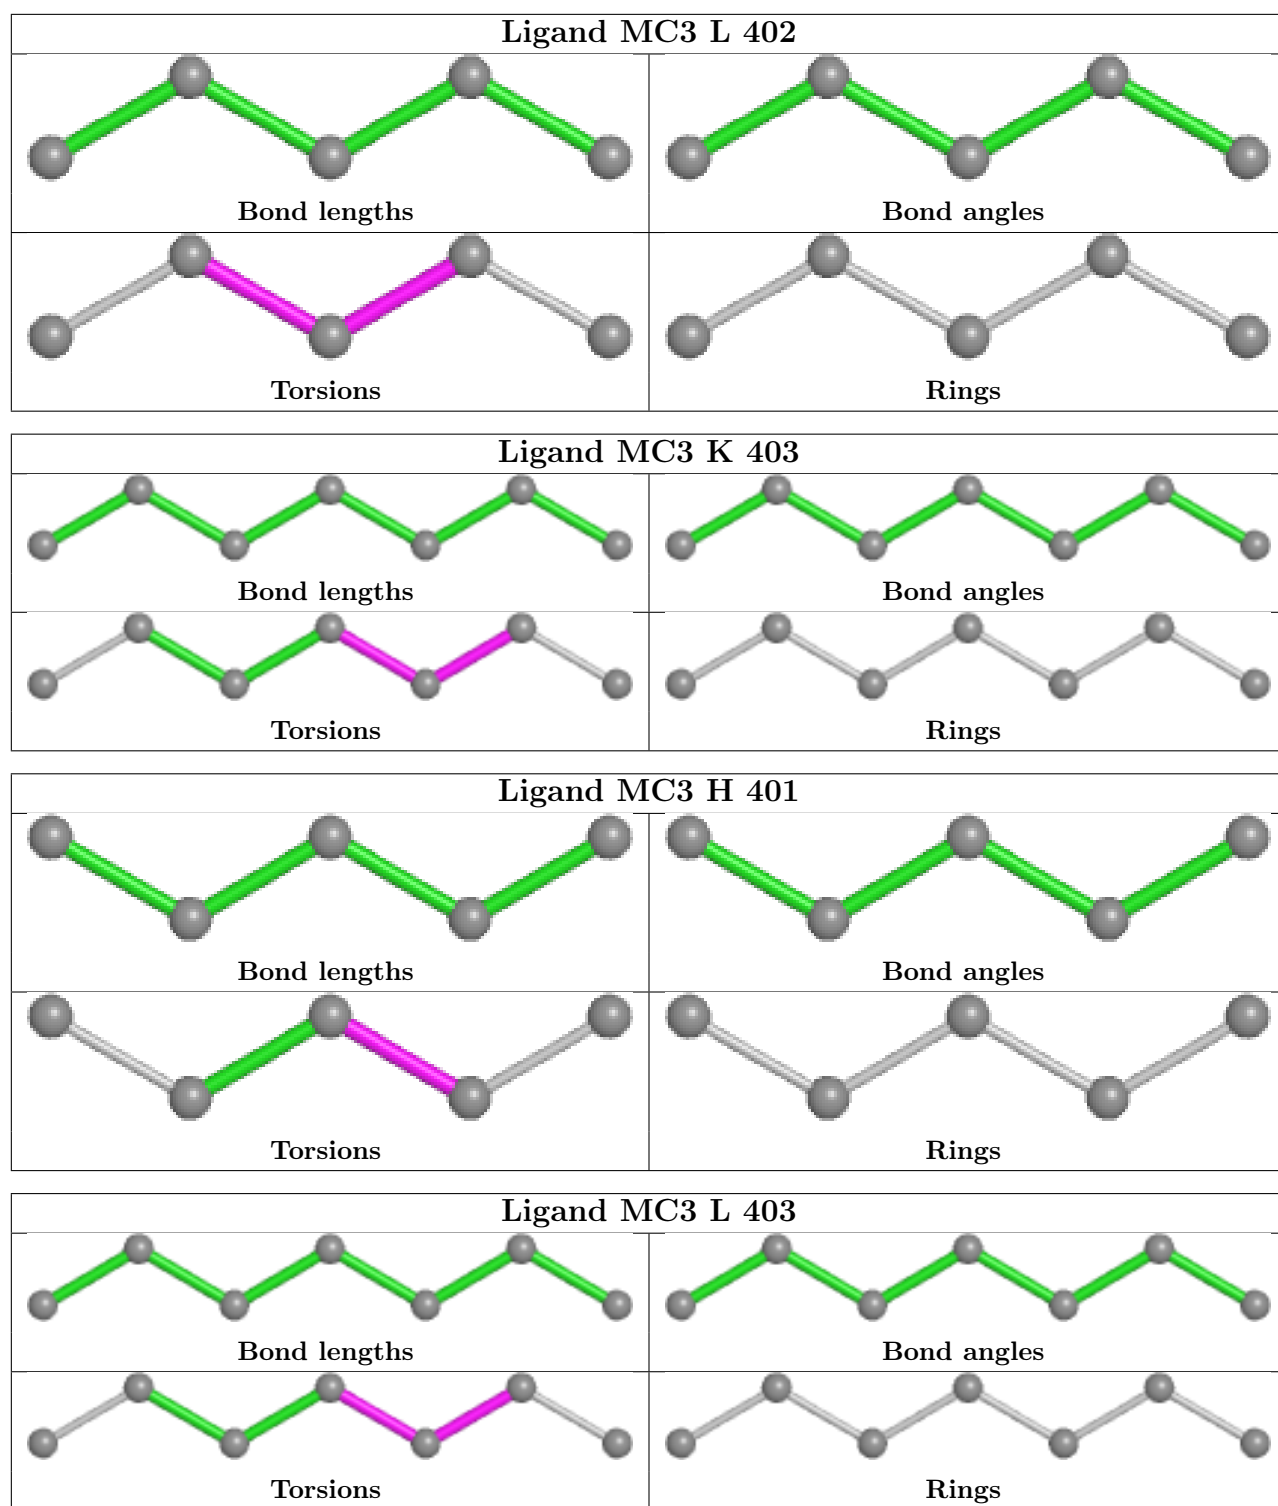 Ligand MC3 L 402
Bond lengths Bond angles
Torsions Rings
Ligand MC3 K 403
Bond lengths Bond angles
Torsions Rings
Ligand MC3 H 401
Bond lengths Bond angles
Torsions Rings
Ligand MC3 L 403
Bond lengths Bond angles
Torsions Rings